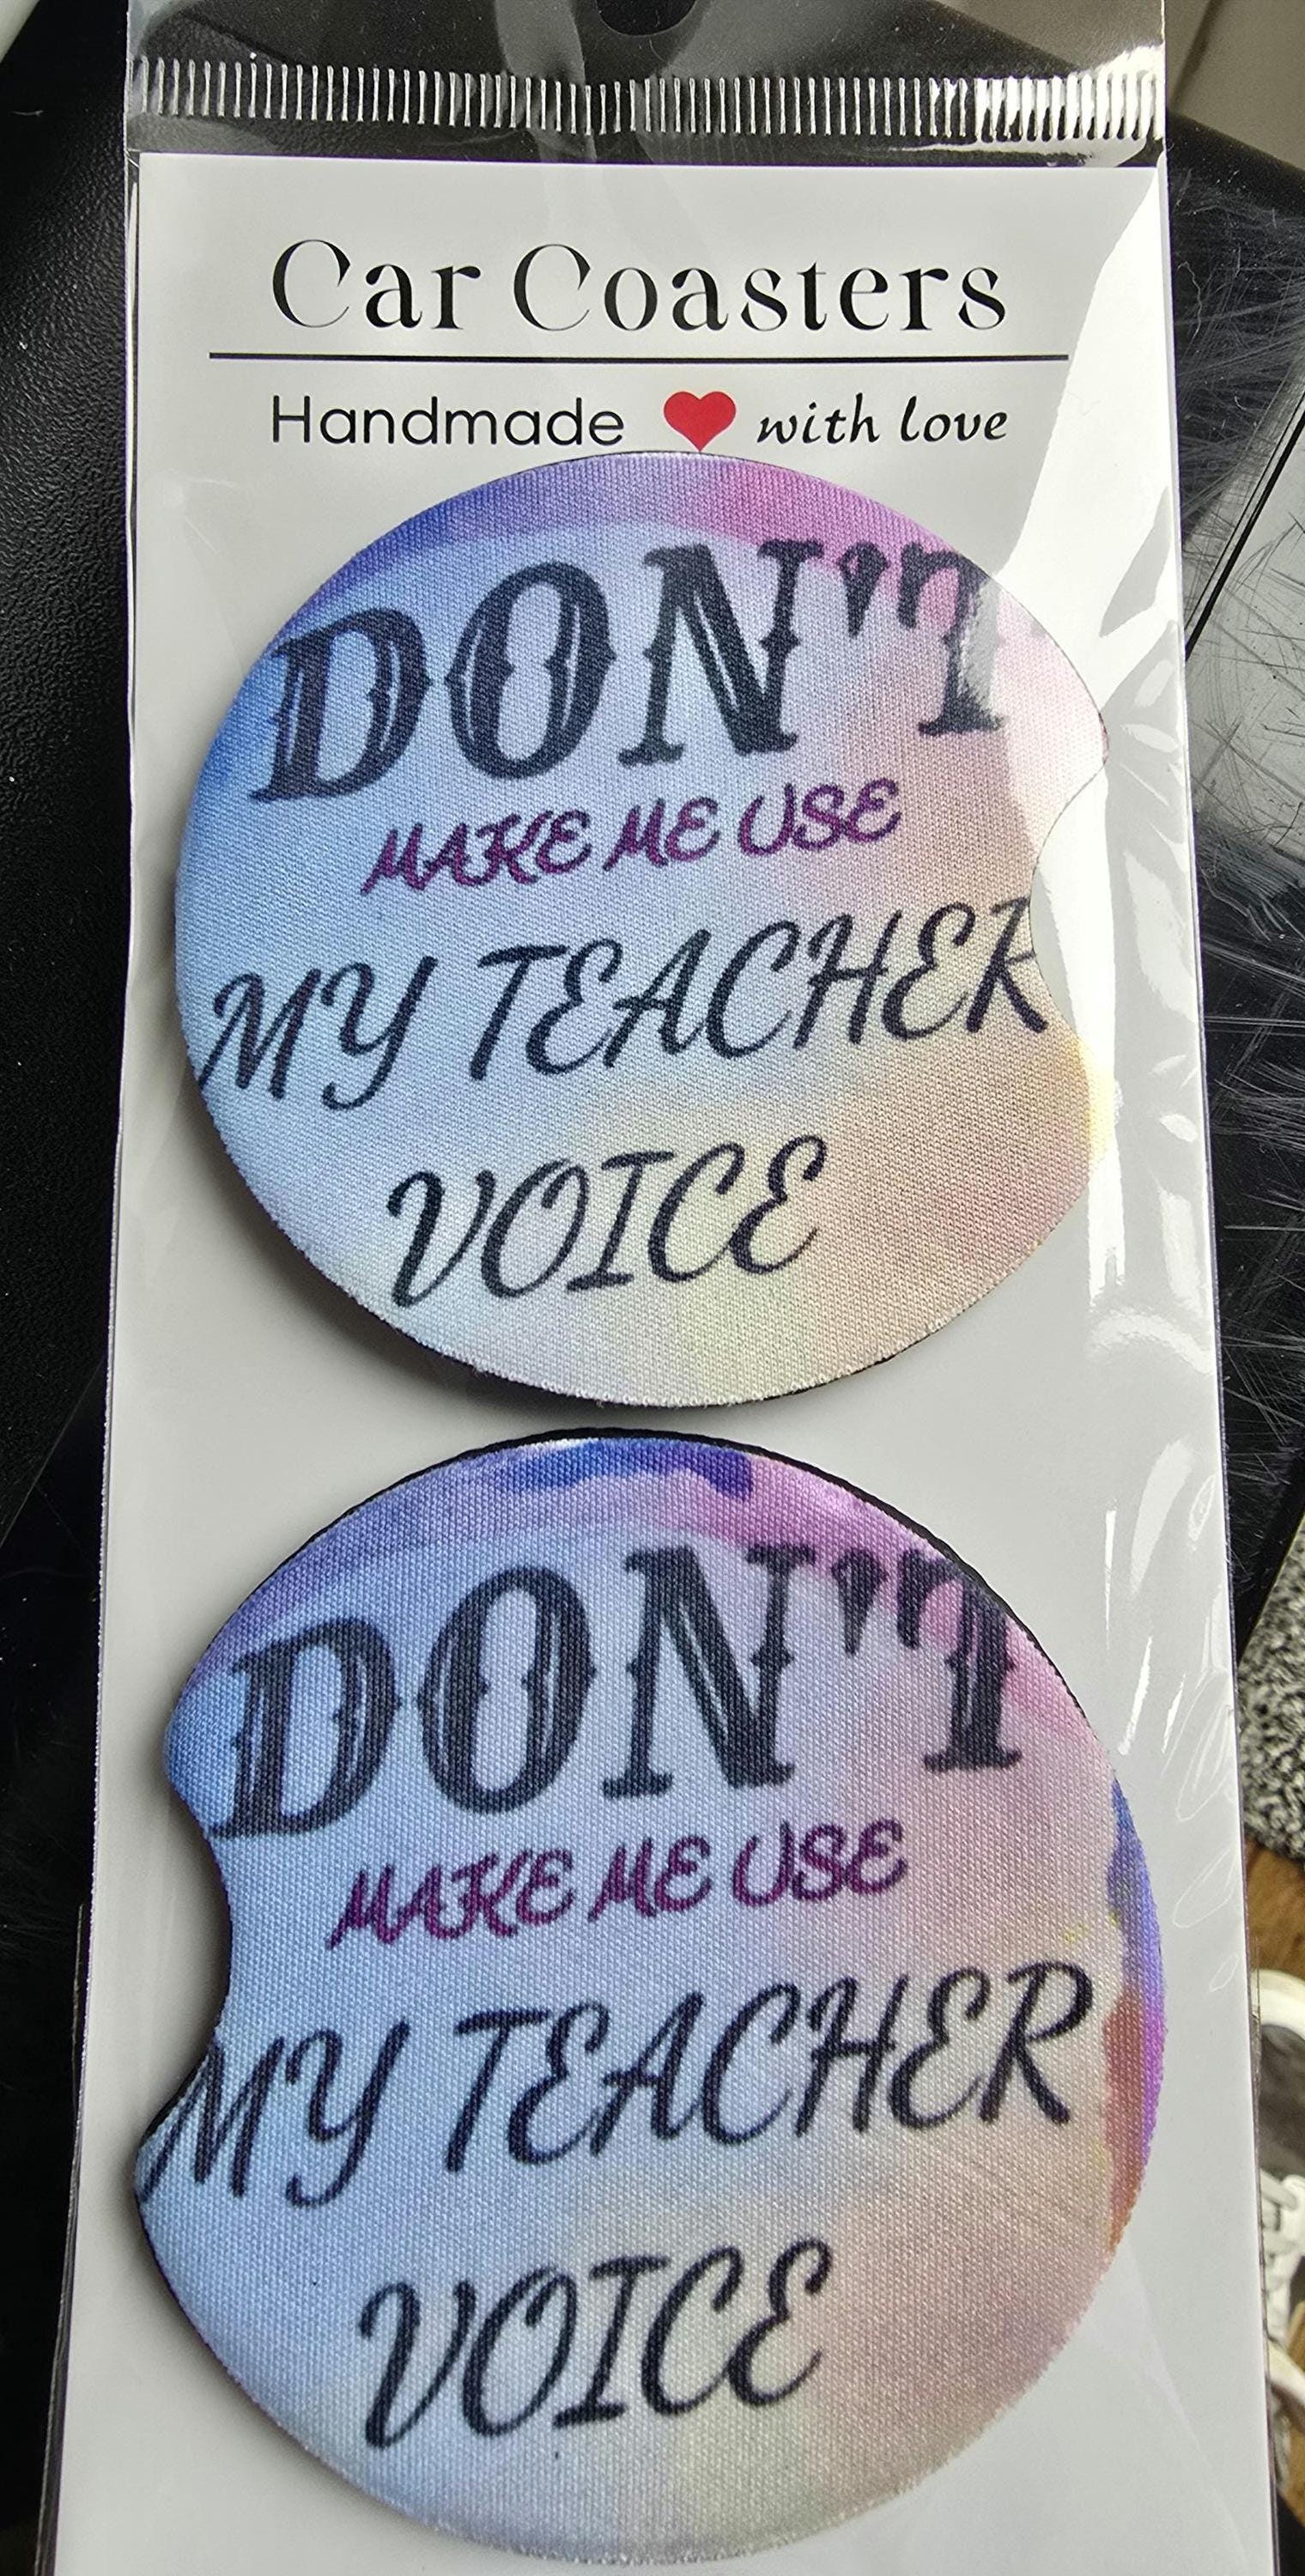 Car Coasters
Handmade ❤ with love
DON'T
MAKE ME USE
MY TEACHER
VOICE
DON'T
MAKE ME USE
MY TEACHER
VOICE